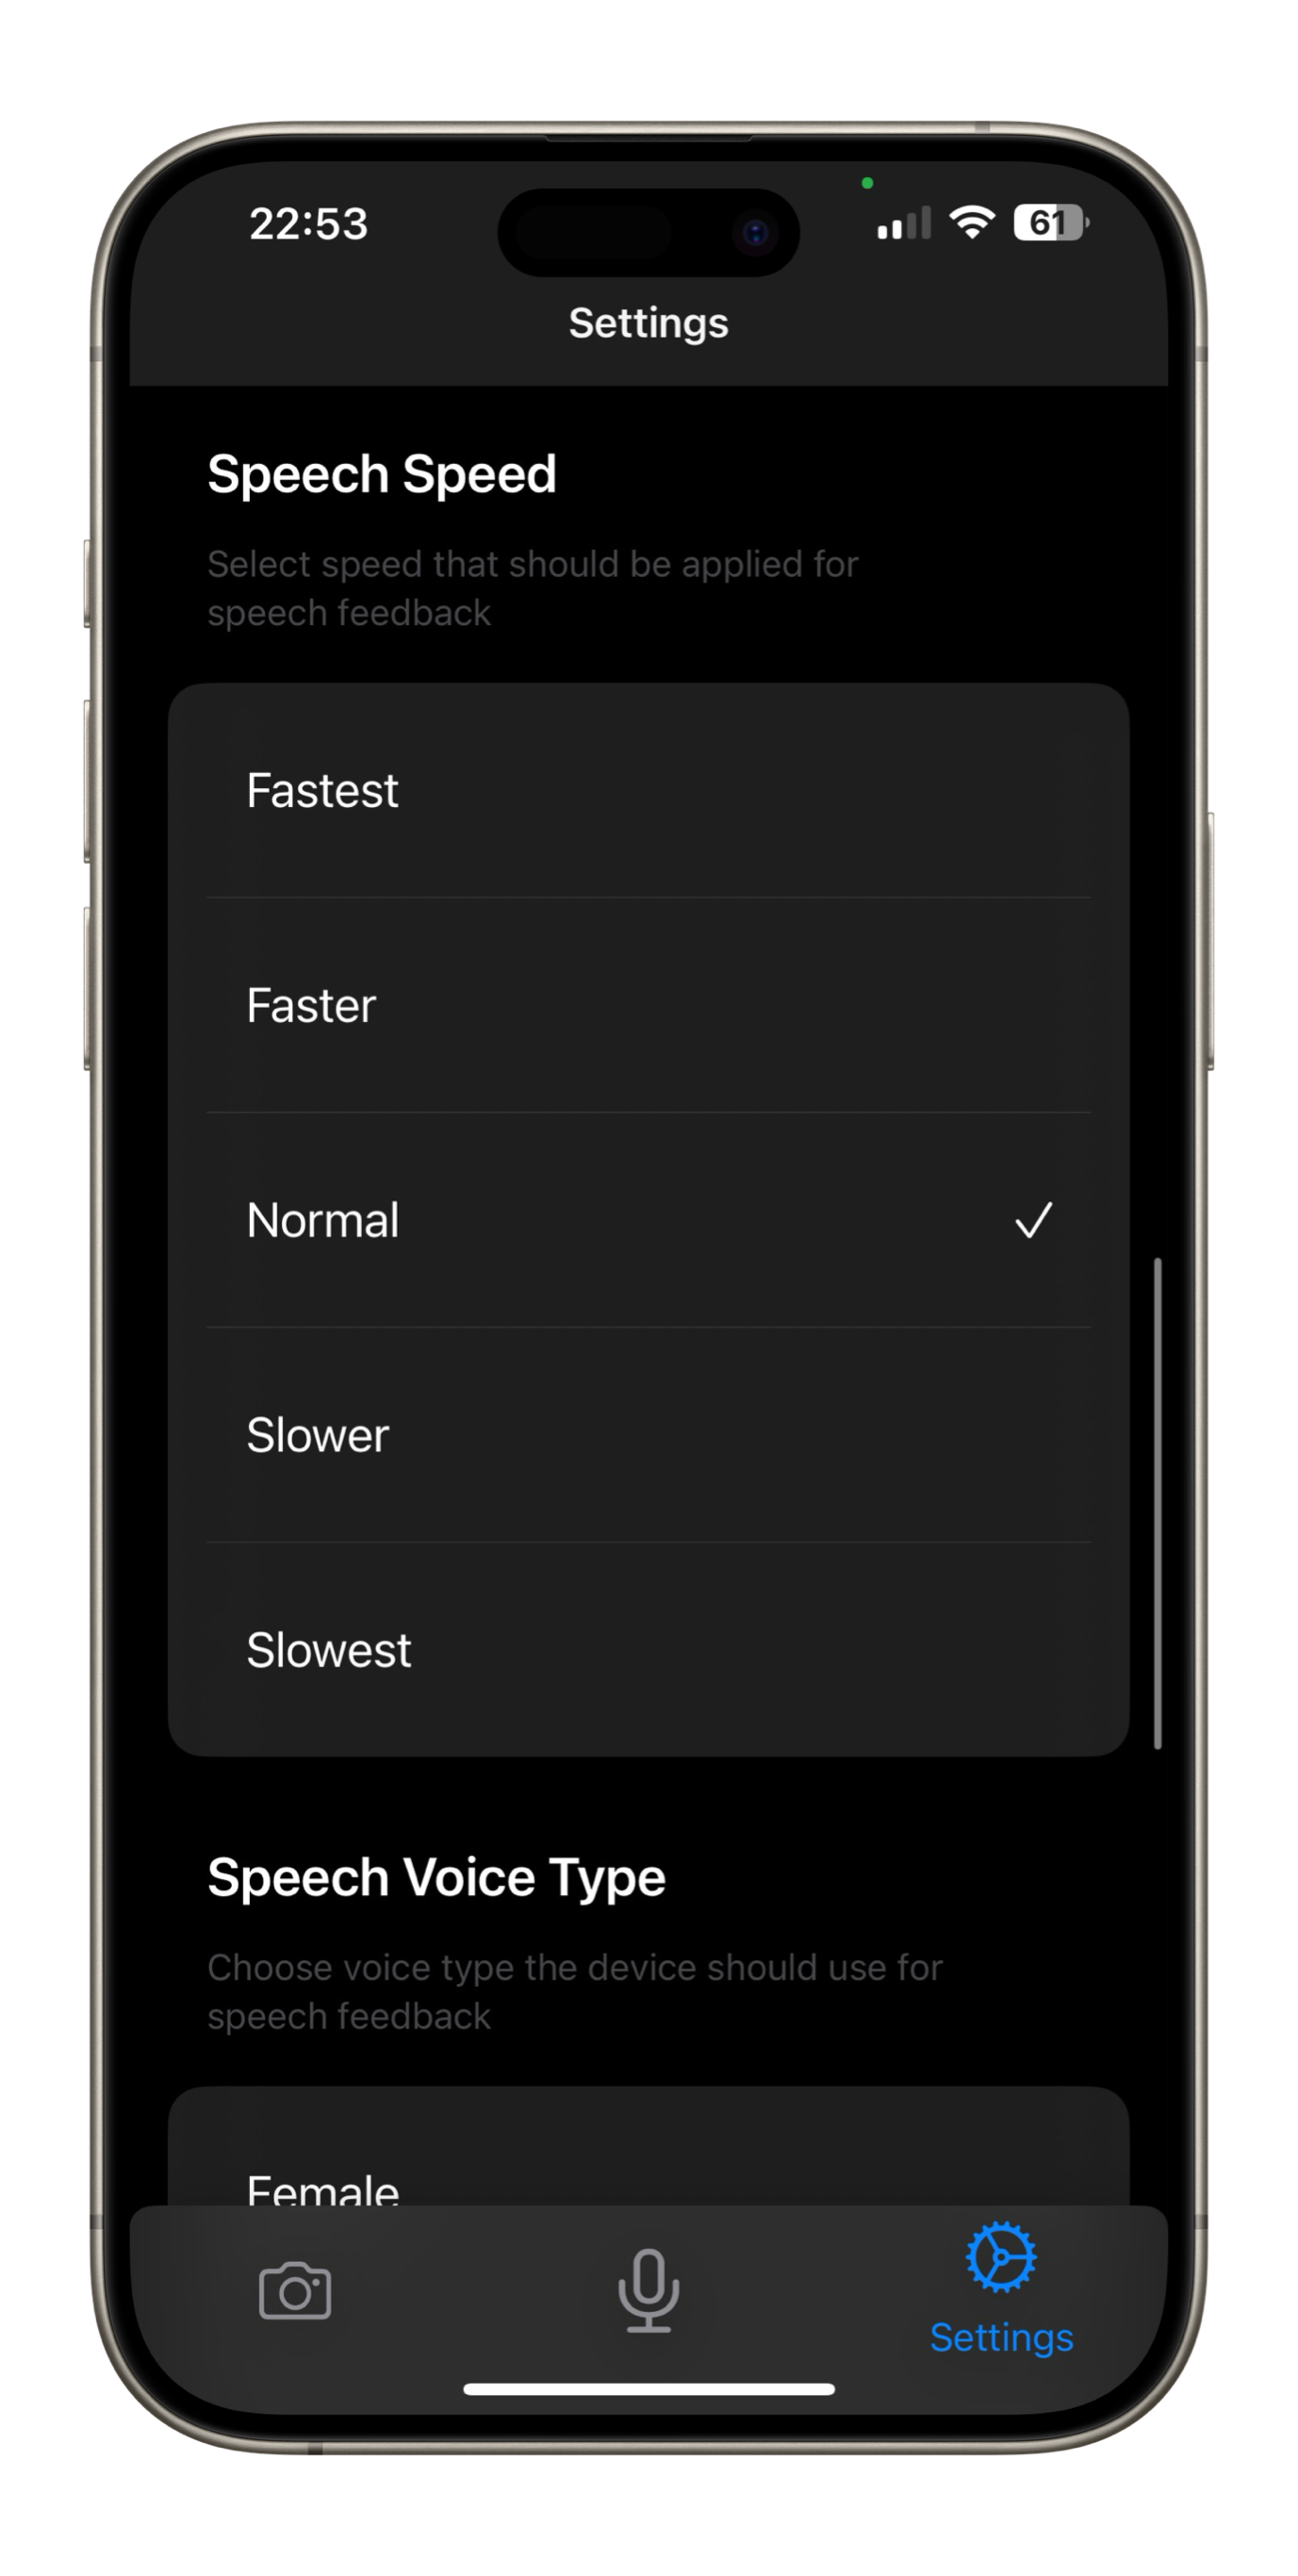 22:53
61
Settings
Speech Speed
Select speed that should be applied for
speech feedback
Fastest
Faster
Normal
Slower
Slowest
Speech Voice Type
Choose voice type the device should use for
speech feedback
Female
Settings